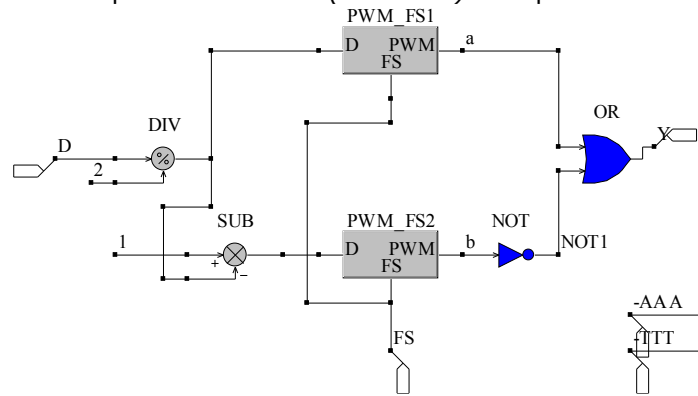 PWM_FS1
D PWM
FS
a
OR
DIV
D
%
2
Y
SUB
1
+
−
PWM_FS2
D PWM
FS
b
NOT
NOT1
FS
-AAA
-TTT